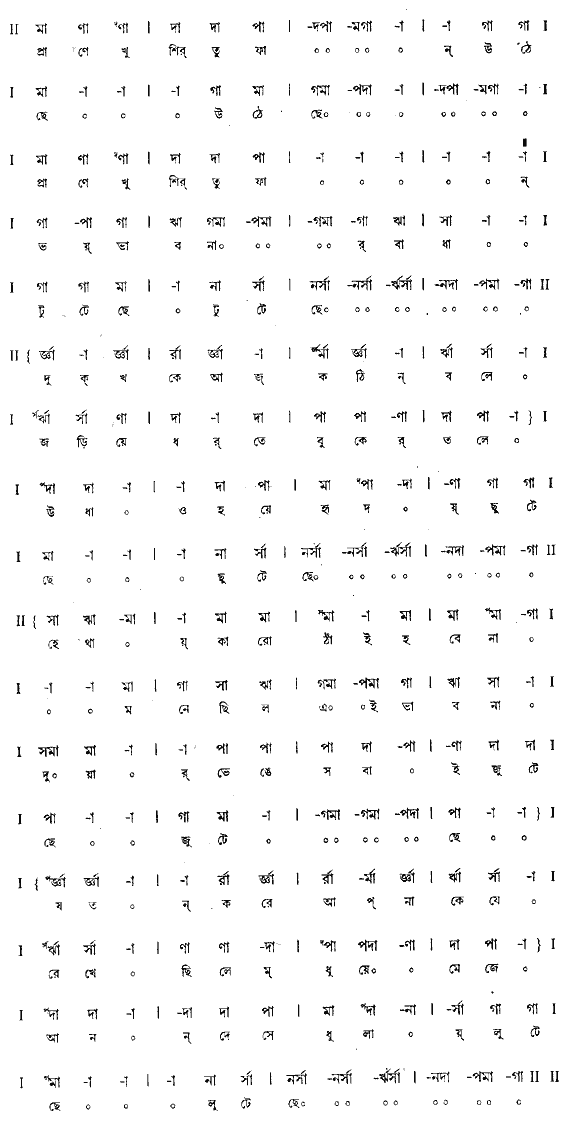 II মা ণা ণ্ণা | দা দা পা | -দপা -মগা -া | -া গা গা I
প্রা ণে খু শির্ তু ফা ০০ ০০ ০ ন্ উ ঠে
I মা -া -া | -া গা মা | গমা -পদা -া | -দপা -মগা -া I
ছে ০ ০ ০ উ ঠে ছে০ ০০ ০ ০০ ০০ ০
I মা ণা ণ্ণা | দা দা পা | -া -া -া | -া -া -া I
প্রা ণে খু শির্ তু ফা ০ ০ ০ ০ ০ ন্
I গা -পা গা | ঋা গমা -পমা | -গমা -গা ঋা | সা -া -া I
ভ য়্ ভা ব না০ ০০ ০০ র্ বা ধা ০ ০
I গা গা মা | -া না র্সা | নর্সা -নর্সা -র্ঋর্সা | -নদা -পমা -গা II
টু টে ছে ০ টু টে ছে০ ০০ ০০ ০০ ০০ ০
II { র্জ্ঞা -া র্জ্ঞা | র্রা র্জ্ঞা -া | র্মা র্জ্ঞা -া | র্ঋা র্সা -া I
দু ক্ খ কে আ জ্ ক ঠি ন্ ব লে ০
I র্ঋা র্সা ণা | দা -া দা | পা পা -ণা | দা পা -া } I
জ ড়ি য়ে ধ র্ তে বু কে র্ ত লে ০
I দা দা -া | -া দা পা | মা পা -দা | -ণা গা গা I
উ ধা ০ ও হ য়ে হৃ দ ০ য়্ ছু টে
I মা -া -া | -া না র্সা | নর্সা -নর্সা -র্ঋর্সা | -নদা -পমা -গা II
ছে ০ ০ ০ ছু টে ছে০ ০০ ০০ ০০ ০০ ০
II { সা ঋা -মা | -া মা মা | মা -া মা | মা মা -গা I
হে থা ০ য়্ কা রো ঠাঁ ই হ বে না ০
I -া -া মা | গা সা ঋা | গমা -পমা গা | ঋা সা -া I
০ ০ ম নে ছি ল এ০ ০ই ভা ব না ০
I সমা মা -া | -া পা পা | পা দা -পা | -ণা দা দা I
দু০ য়া ০ র্ ভে ঙে স বা ০ ই জু টে
I পা -া -া | গা মা -া | -গমা -গমা -পদা | পা -া -া } I
ছে ০ ০ জু টে ০ ০০ ০০ ০০ ছে ০ ০
I { র্জ্ঞা র্জ্ঞা -া | -া র্রা র্জ্ঞা | র্রা -র্মা র্জ্ঞা | র্ঋা র্সা -া I
য ত ০ ন্ ক রে আ প্ না কে যে ০
I র্ঋা র্সা -া | ণা ণা -দা | পা পদা -ণা | দা পা -া } I
রে খে ০ ছি লে ম্ ধু য়ে০ ০ মে জে ০
I দা দা -া | -দা দা পা | মা দা -না | -র্সা গা গা I
আ ন ০ ন্ দে সে ধু লা ০ য়্ লু টে
I মা -া -া | -া না র্সা | নর্সা -নর্সা -র্ঋর্সা | -নদা -পমা -গা II II
ছে ০ ০ ০ লু টে ছে০ ০০ ০০ ০০ ০০ ০